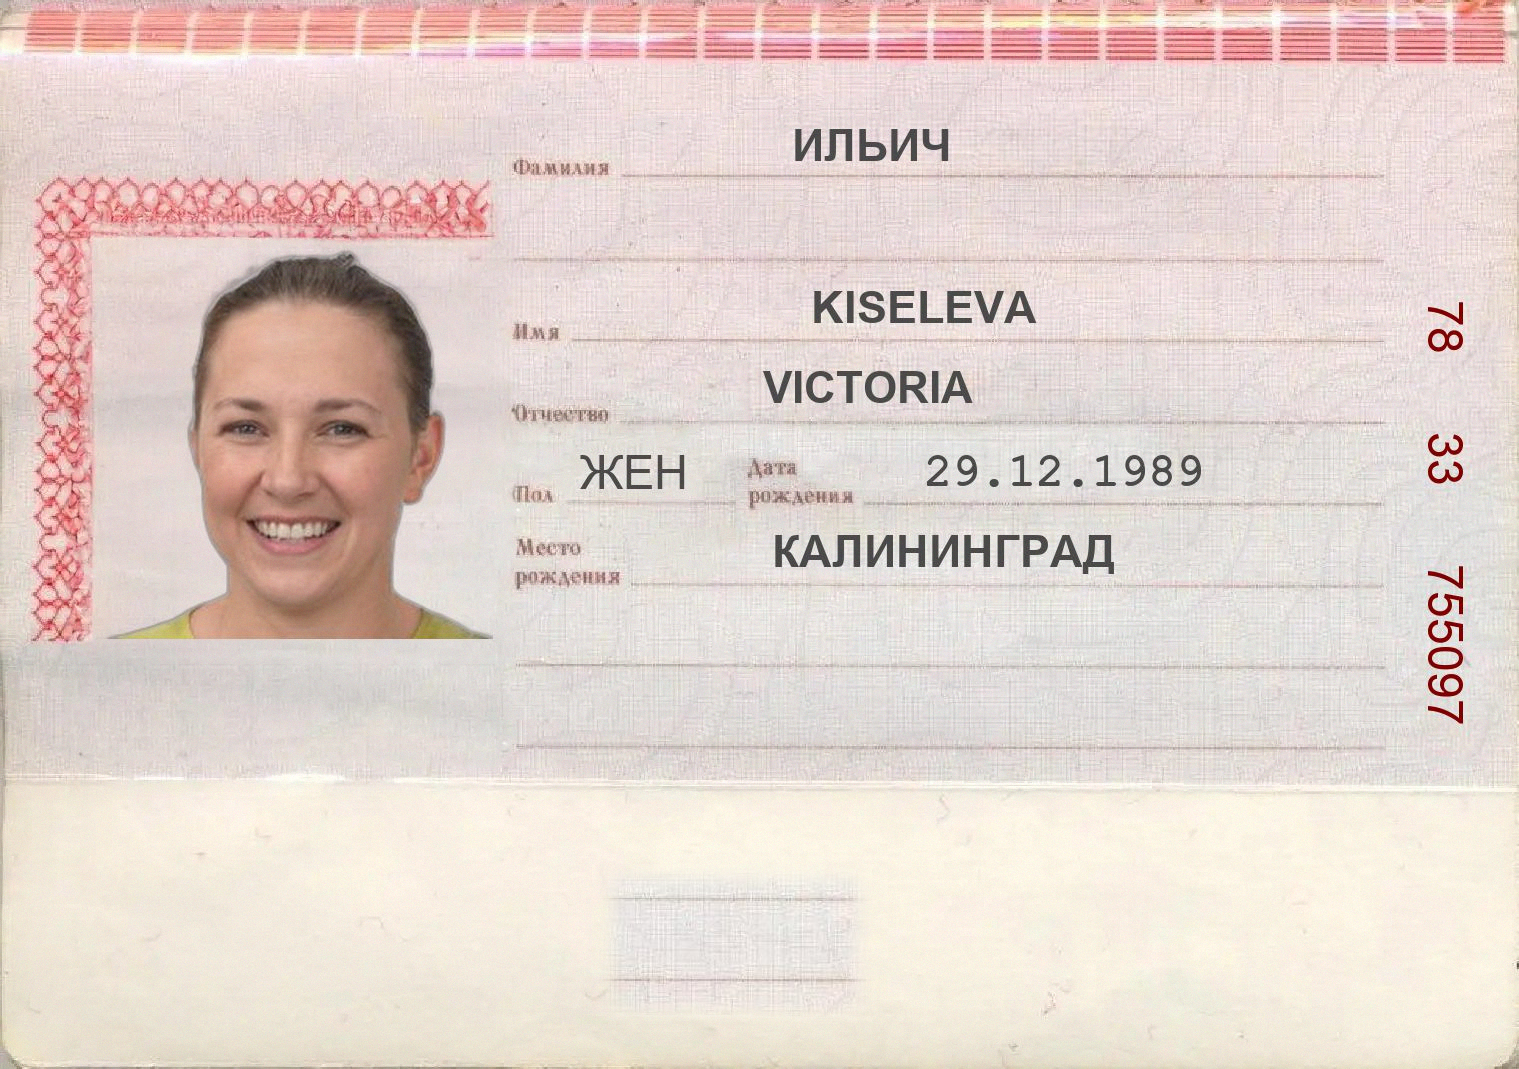 Фамилия ИЛЬИЧ
Имя KISELEVA
Отчество VICTORIA
Пол ЖЕН Дата рождения 29.12.1989
Место рождения КАЛИНИНГРАД
78 33 755097